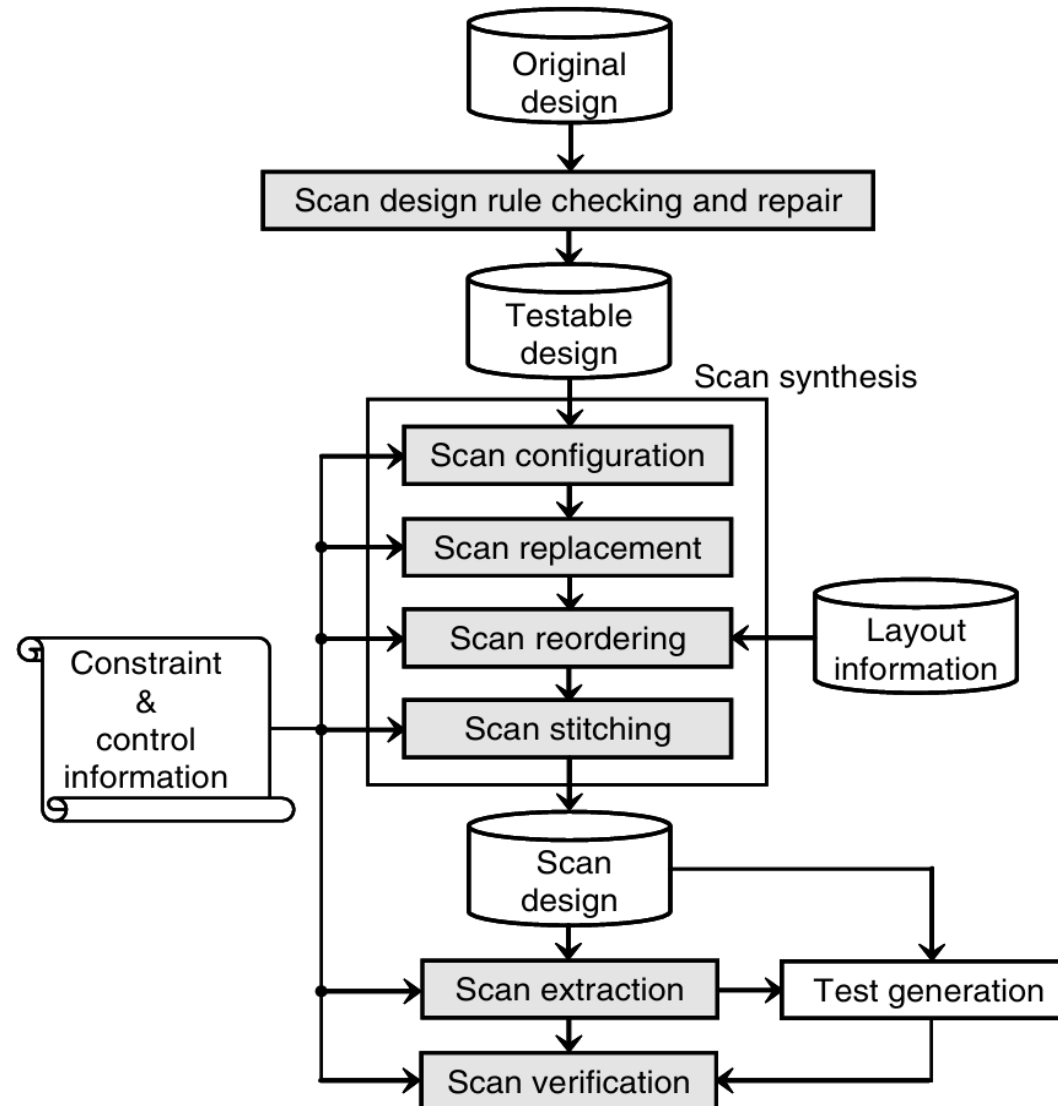 Original
design
Scan design rule checking and repair
Testable
design
Scan synthesis
Scan configuration
Scan replacement
Scan reordering
Layout
information
Constraint
&
control
information
Scan stitching
Scan
design
Scan extraction
Test generation
Scan verification